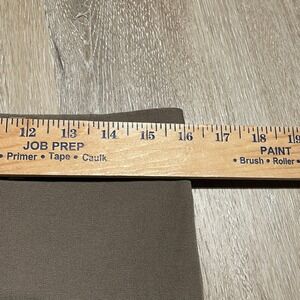 12 13 14 15 16 17 18 19
JOB PREP PAINT
• Primer • Tape • Caulk • Brush • Roller •